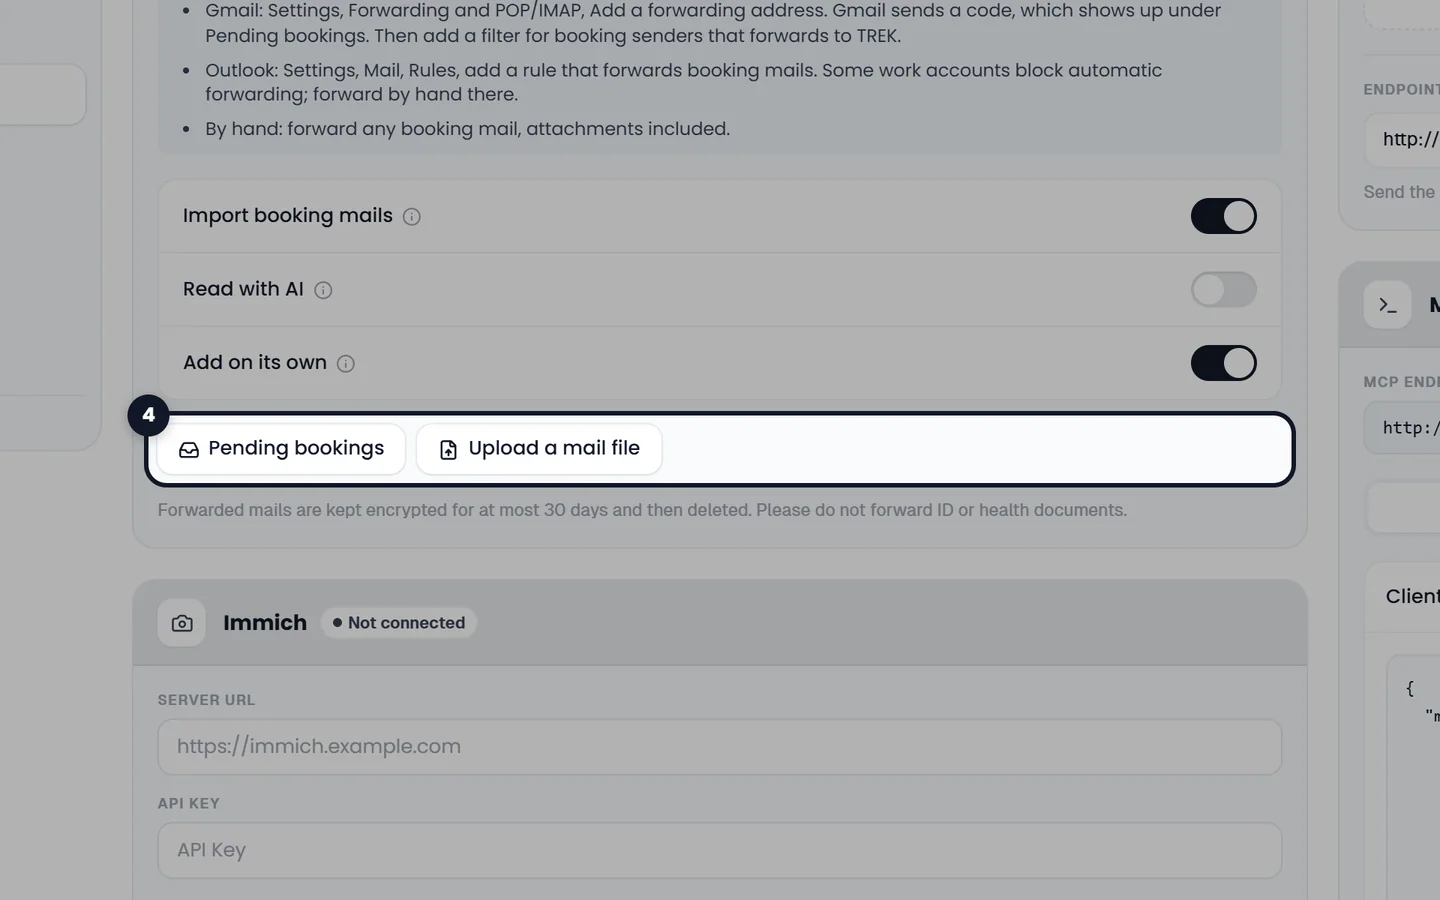 • Gmail: Settings, Forwarding and POP/IMAP, Add a forwarding address. Gmail sends a code, which shows up under
Pending bookings. Then add a filter for booking senders that forwards to TREK.
• Outlook: Settings, Mail, Rules, add a rule that forwards booking mails. Some work accounts block automatic
forwarding; forward by hand there.
• By hand: forward any booking mail, attachments included.
Import booking mails
Read with AI
Add on its own
4
Pending bookings
Upload a mail file
Forwarded mails are kept encrypted for at most 30 days and then deleted. Please do not forward ID or health documents.
Immich
Not connected
SERVER URL
https://immich.example.com
API KEY
API Key
ENDPOINT
http://
Send the
MCP
http:/
Client
{